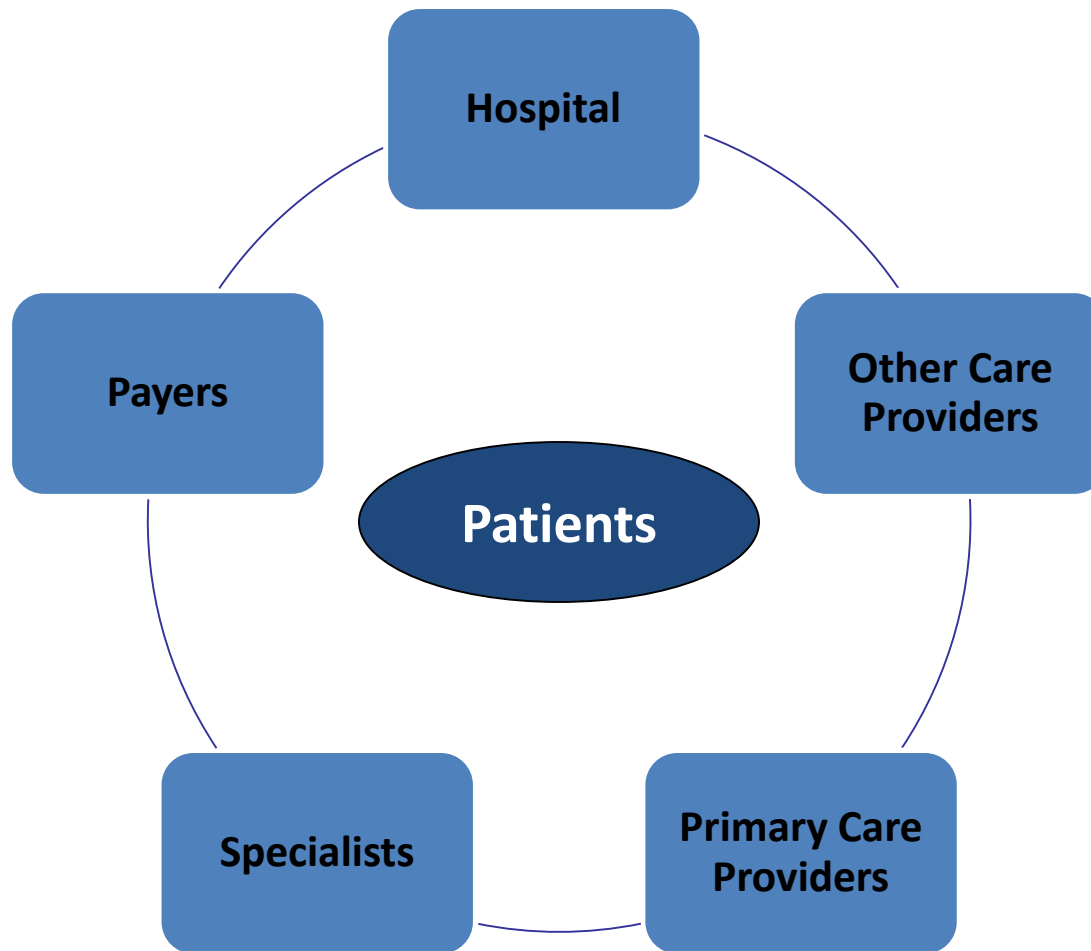 Hospital
Other Care
Providers
Payers
Patients
Primary Care
Providers
Specialists